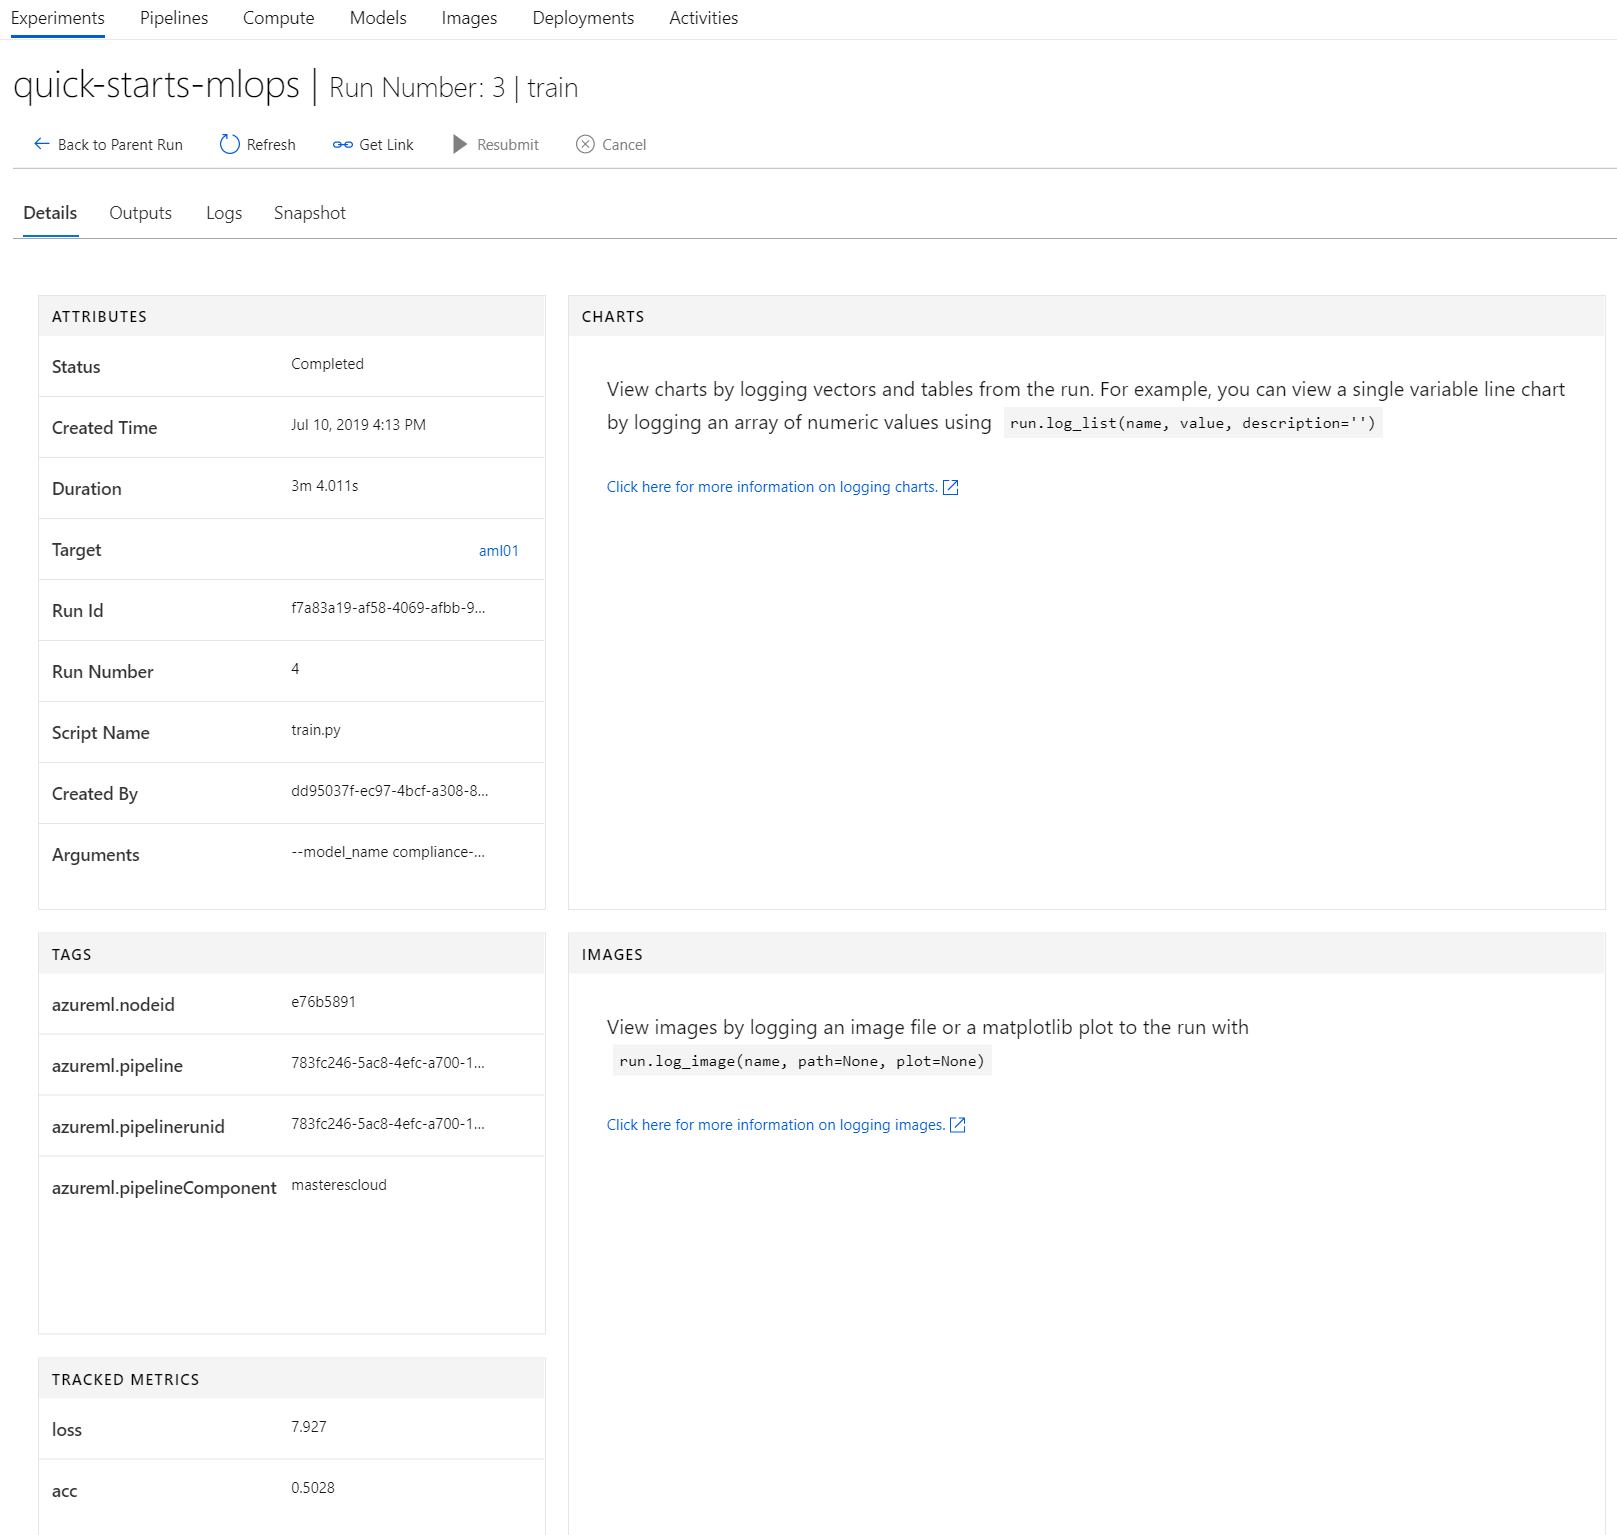 Experiments Pipelines Compute Models Images Deployments Activities
quick-starts-mlops | Run Number: 3 | train
Back to Parent Run Refresh Get Link Resubmit Cancel
Details Outputs Logs Snapshot
ATTRIBUTES
Status Completed
Created Time Jul 10, 2019 4:13 PM
Duration 3m 4.011s
Target aml01
Run Id f7a83a19-af58-4069-afbb-9...
Run Number 4
Script Name train.py
Created By dd95037f-ec97-4bcf-a308-8...
Arguments --model_name compliance-...
CHARTS
View charts by logging vectors and tables from the run. For example, you can view a single variable line chart
by logging an array of numeric values using run.log_list(name, value, description='')
Click here for more information on logging charts.
TAGS
azureml.nodeid e76b5891
azureml.pipeline 783fc246-5ac8-4efc-a700-1...
azureml.pipelinerunid 783fc246-5ac8-4efc-a700-1...
azureml.pipelineComponent masterescloud
IMAGES
View images by logging an image file or a matplotlib plot to the run with
run.log_image(name, path=None, plot=None)
Click here for more information on logging images.
TRACKED METRICS
loss 7.927
acc 0.5028